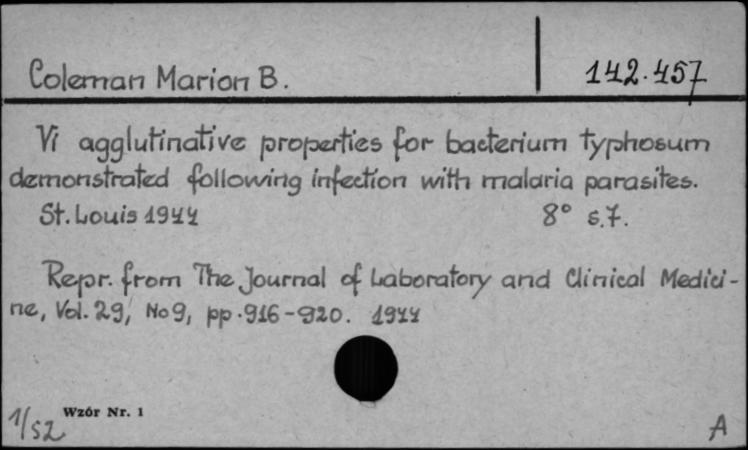 Coleman Marion B. 142.457
Vi agglutinative properties for bacterium typhosum
demonstrated following infection with malaria parasites.
St. Louis 1944 8° s.7.
Repr. from The Journal of Laboratory and Clinical Medici-
ne, Vol. 29, No 9, pp. 916-920. 1944
Wzór Nr. 1
1/52 A